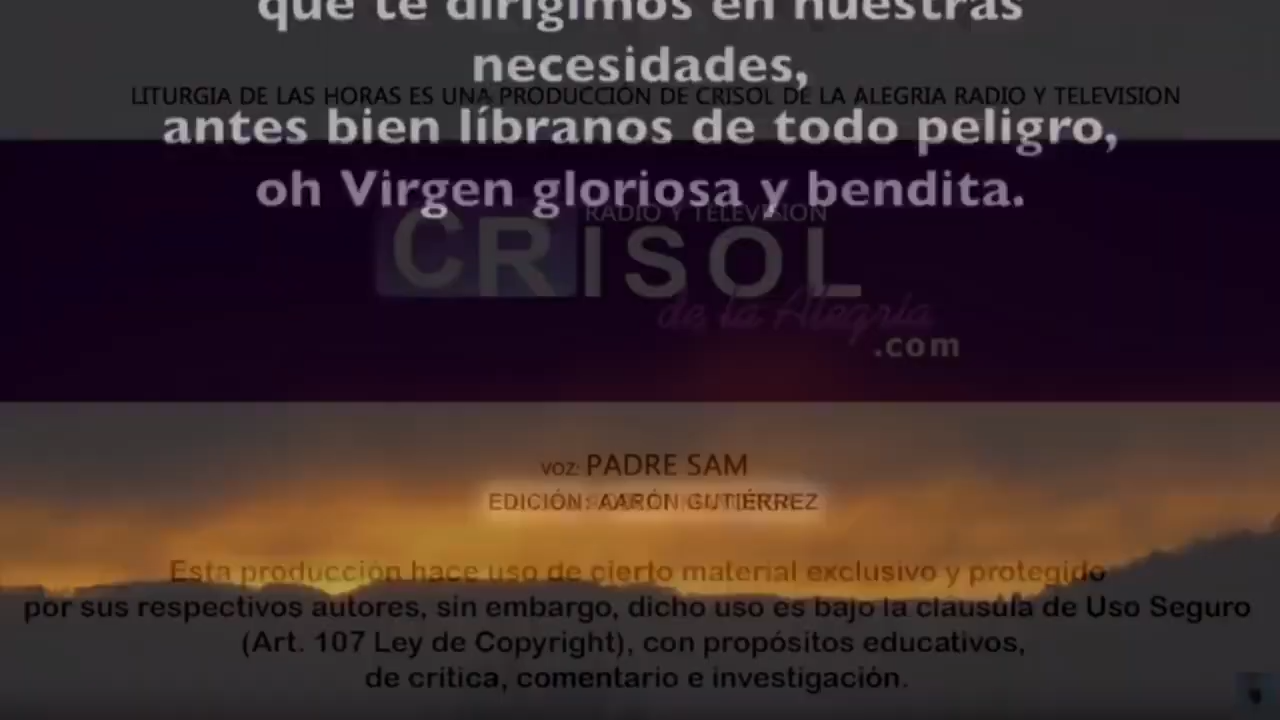 que te dirigimos en nuestras
necesidades,
LITURGIA DE LAS HORAS ES UNA PRODUCCIÓN DE CRISOL DE LA ALEGRIA RADIO Y TELEVISION
antes bien líbranos de todo peligro,
oh Virgen gloriosa y bendita.
RADIO Y TELEVISION
CRISOL
de la Alegría
.com
VOZ: PADRE SAM
EDICIÓN: AARÓN GUTIÉRREZ
Esta producción hace uso de cierto material exclusivo y protegido
por sus respectivos autores, sin embargo, dicho uso es bajo la clausula de Uso Seguro
(Art. 107 Ley de Copyright), con propósitos educativos,
de critica, comentario e investigación.